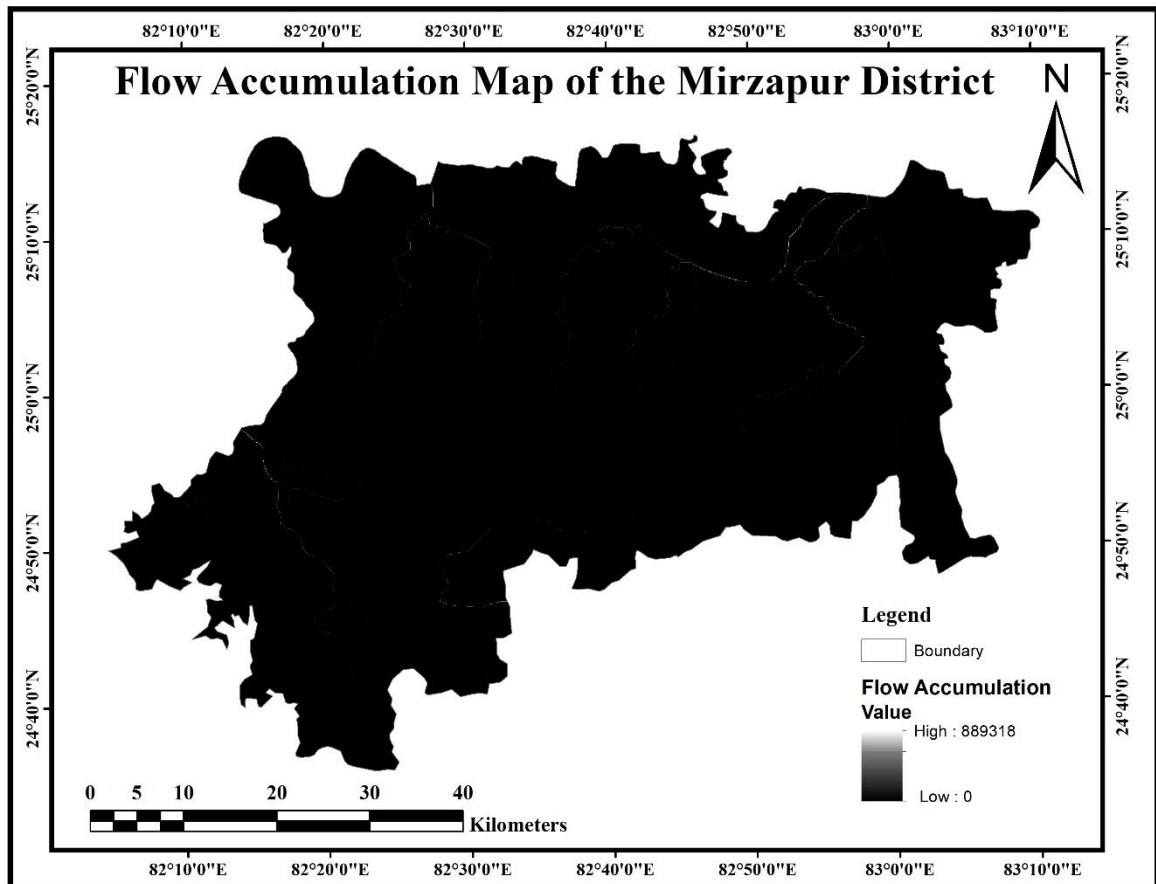 82°10'0"E 82°20'0"E 82°30'0"E 82°40'0"E 82°50'0"E 83°0'0"E 83°10'0"E
Flow Accumulation Map of the Mirzapur District
N
25°20'0"N
25°10'0"N
25°0'0"N
24°50'0"N
24°40'0"N
25°20'0"N
25°10'0"N
25°0'0"N
24°50'0"N
24°40'0"N
Legend
Boundary
Flow Accumulation
Value
High : 889318
Low : 0
0 5 10 20 30 40
Kilometers
82°10'0"E 82°20'0"E 82°30'0"E 82°40'0"E 82°50'0"E 83°0'0"E 83°10'0"E